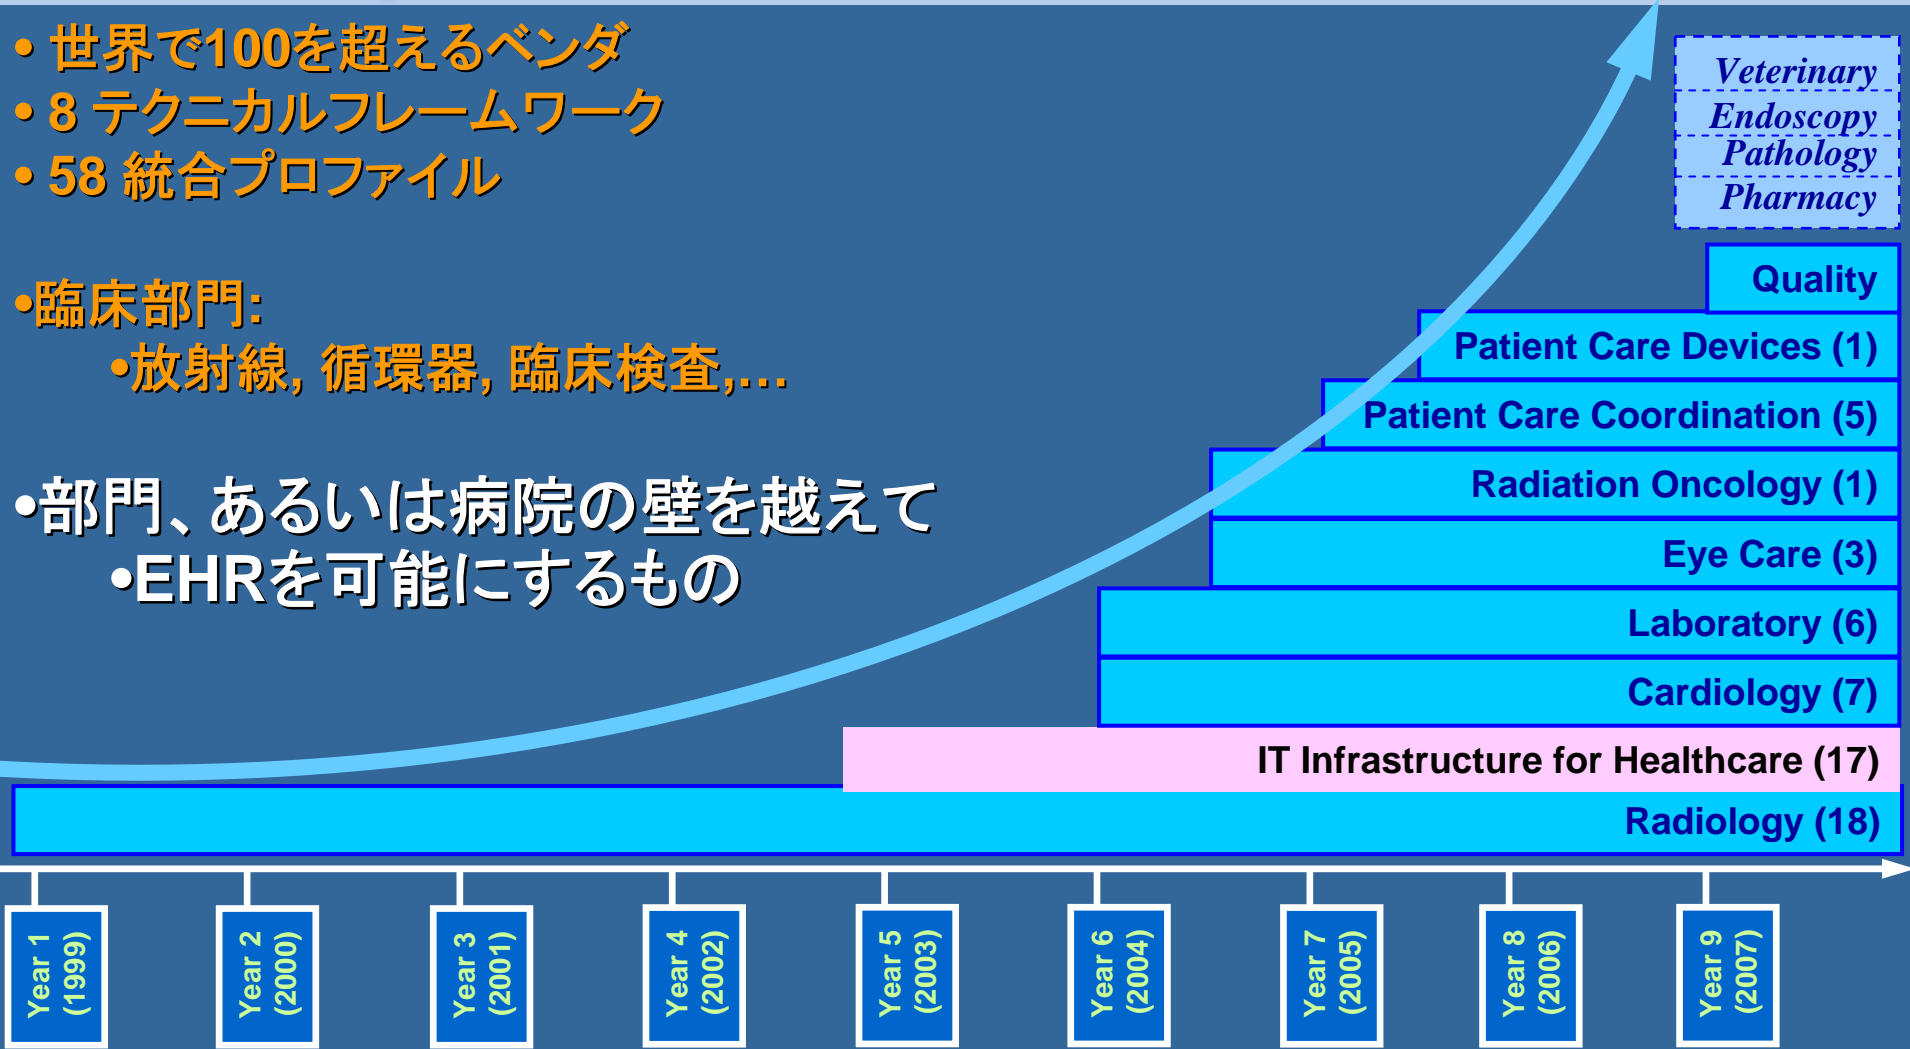 • 世界で100を超えるベンダ
• 8 テクニカルフレームワーク
• 58 統合プロファイル
•臨床部門:
•放射線, 循環器, 臨床検査,…
•部門、あるいは病院の壁を越えて
•EHRを可能にするもの
Veterinary
Endoscopy
Pathology
Pharmacy
Quality
Patient Care Devices (1)
Patient Care Coordination (5)
Radiation Oncology (1)
Eye Care (3)
Laboratory (6)
Cardiology (7)
IT Infrastructure for Healthcare (17)
Radiology (18)
Year 1
(1999)
Year 2
(2000)
Year 3
(2001)
Year 4
(2002)
Year 5
(2003)
Year 6
(2004)
Year 7
(2005)
Year 8
(2006)
Year 9
(2007)